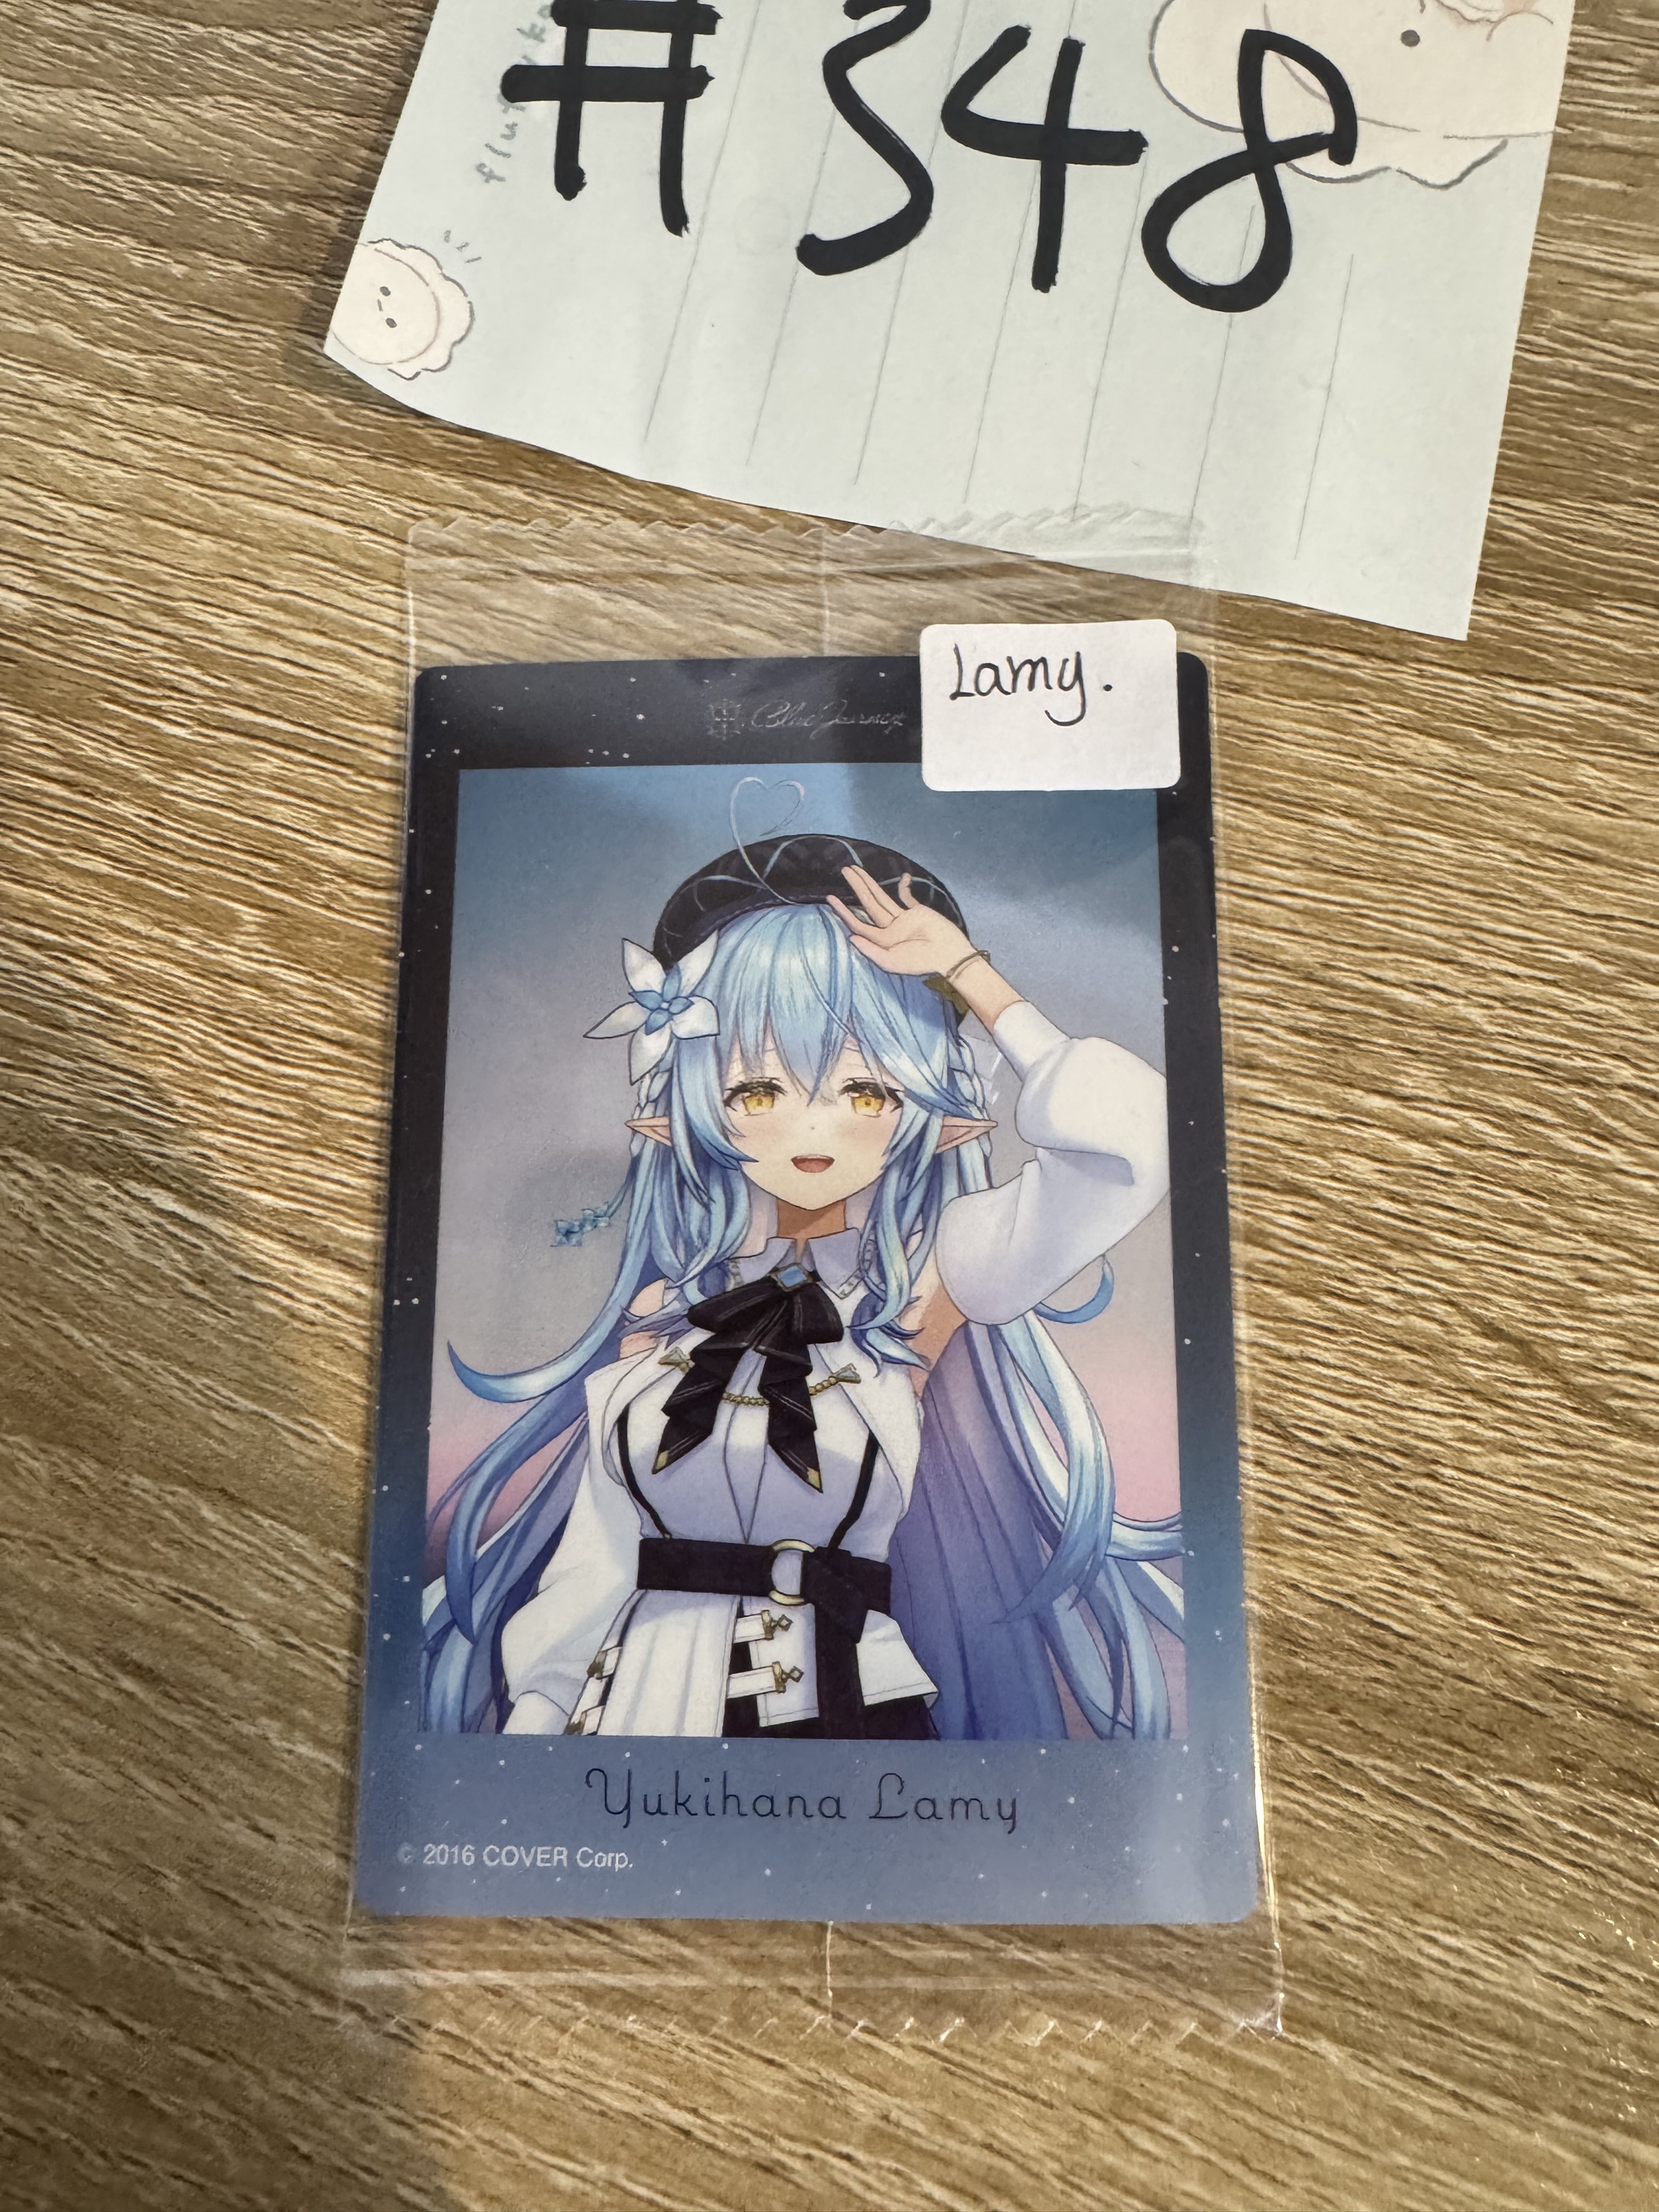 #348
Lamy.
Blue Journey
Yukihana Lamy
© 2016 COVER Corp.